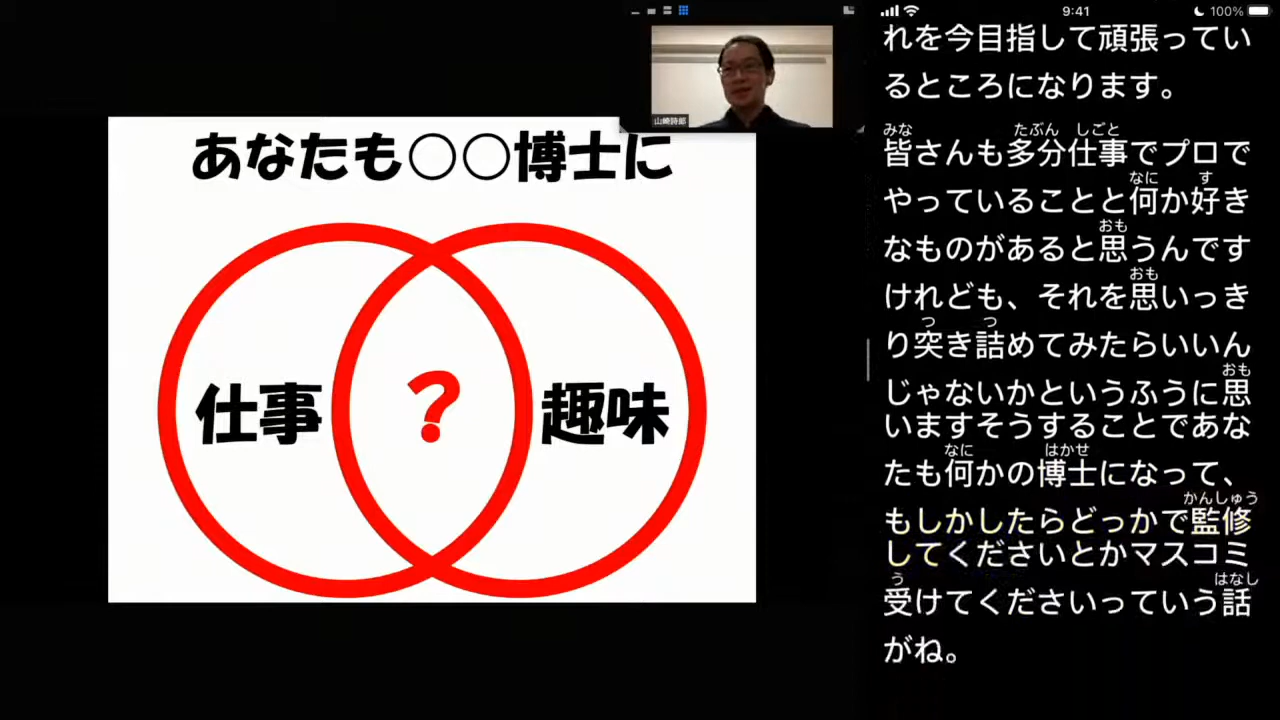 あなたも○○博士に
仕事
？
趣味
山崎詩郎
9:41
100%
れを今目指して頑張ってい
るところになります。
みな たぶん しごと
皆さんも多分仕事でプロで
なに す
やっていることと何か好き
おも
なものがあると思うんです
おも
けれども、それを思いっき
つ つ
り突き詰めてみたらいいん
おも
じゃないかというふうに思
いますそうすることであな
なに はかせ
たも何かの博士になって、
かんしゅう
もしかしたらどっかで監修
してくださいとかマスコミ
う はなし
受けてくださいっていう話
がね。